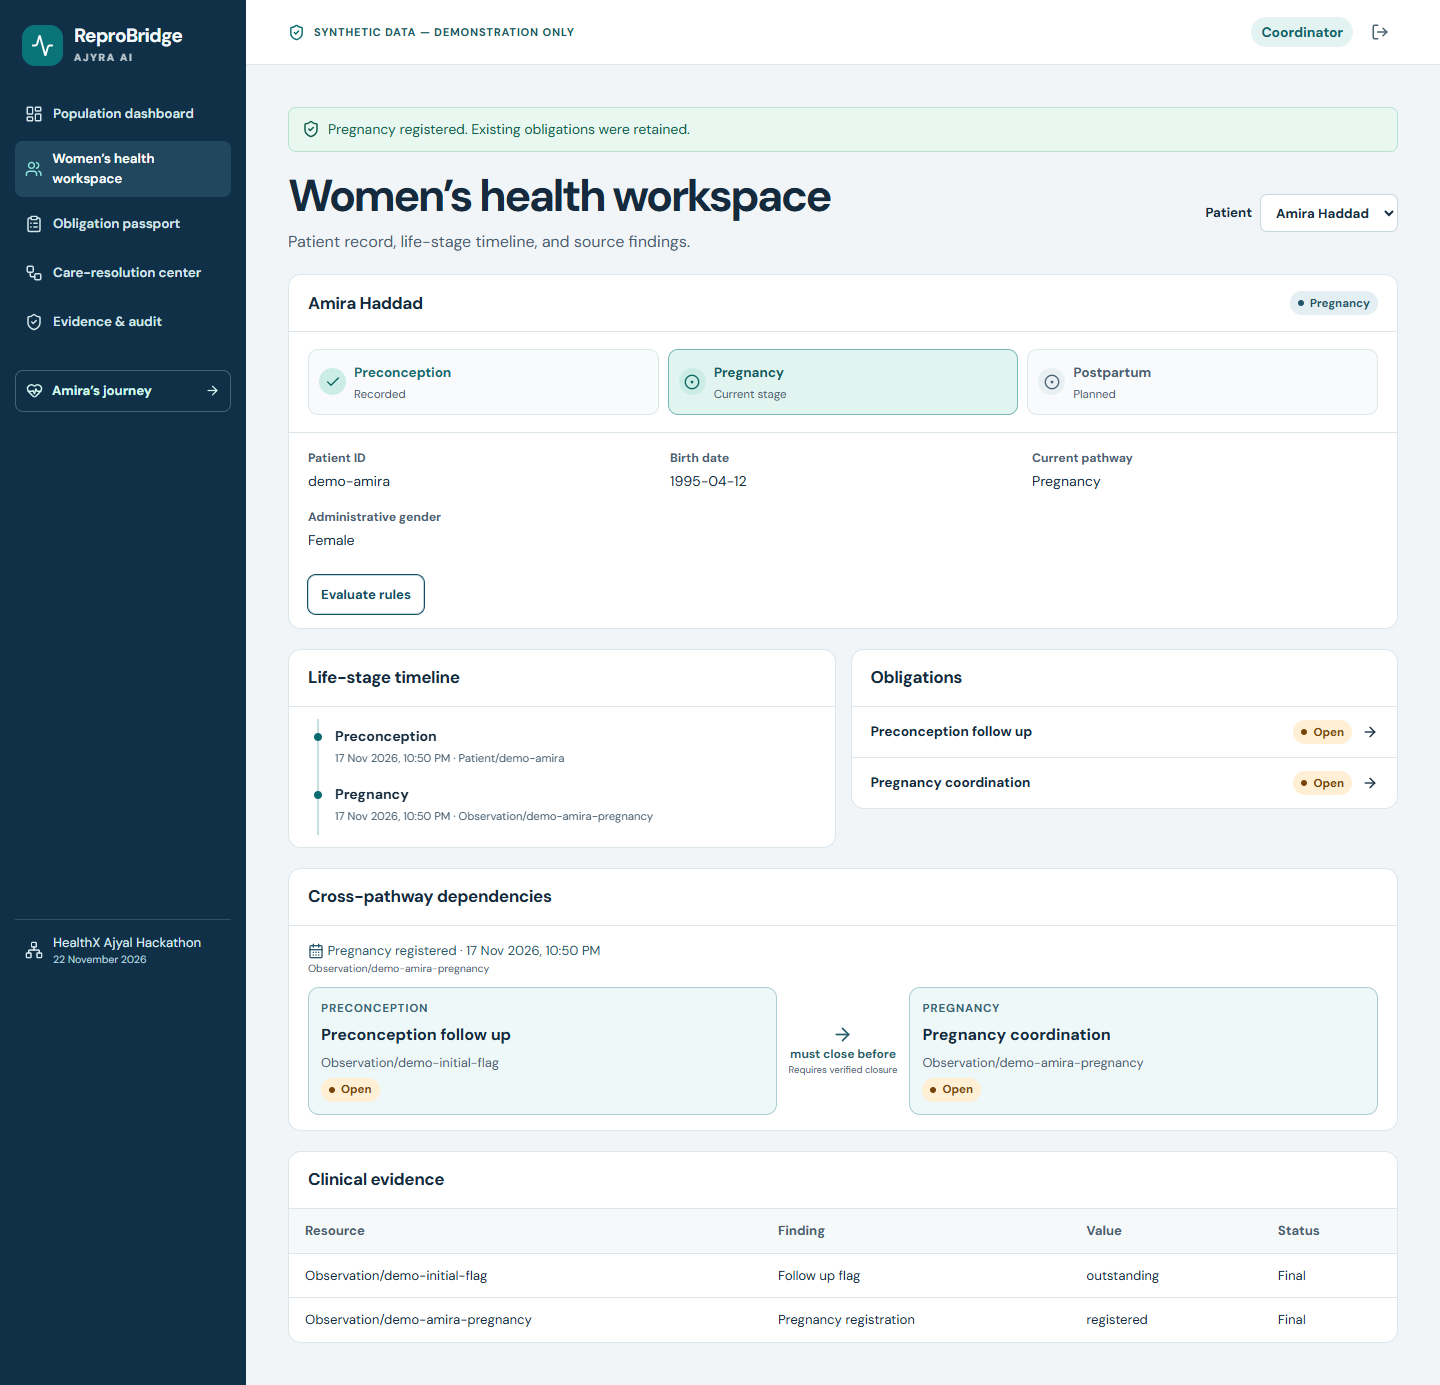 ReproBridge
AJYRA AI
Population dashboard
Women's health
workspace
Obligation passport
Care-resolution center
Evidence & audit
Amira's journey
HealthX Ajyal Hackathon
22 November 2026
SYNTHETIC DATA — DEMONSTRATION ONLY
Coordinator
Pregnancy registered. Existing obligations were retained.
Women's health workspace
Patient record, life-stage timeline, and source findings.
Patient
Amira Haddad
Amira Haddad
Pregnancy
Preconception
Recorded
Pregnancy
Current stage
Postpartum
Planned
Patient ID
demo-amira
Birth date
1995-04-12
Current pathway
Pregnancy
Administrative gender
Female
Evaluate rules
Life-stage timeline
Preconception
17 Nov 2026, 10:50 PM · Patient/demo-amira
Pregnancy
17 Nov 2026, 10:50 PM · Observation/demo-amira-pregnancy
Obligations
Preconception follow up
Open
Pregnancy coordination
Open
Cross-pathway dependencies
Pregnancy registered · 17 Nov 2026, 10:50 PM
Observation/demo-amira-pregnancy
PRECONCEPTION
Preconception follow up
Observation/demo-initial-flag
Open
must close before
Requires verified closure
PREGNANCY
Pregnancy coordination
Observation/demo-amira-pregnancy
Open
Clinical evidence
Resource Finding Value Status
Observation/demo-initial-flag Follow up flag outstanding Final
Observation/demo-amira-pregnancy Pregnancy registration registered Final